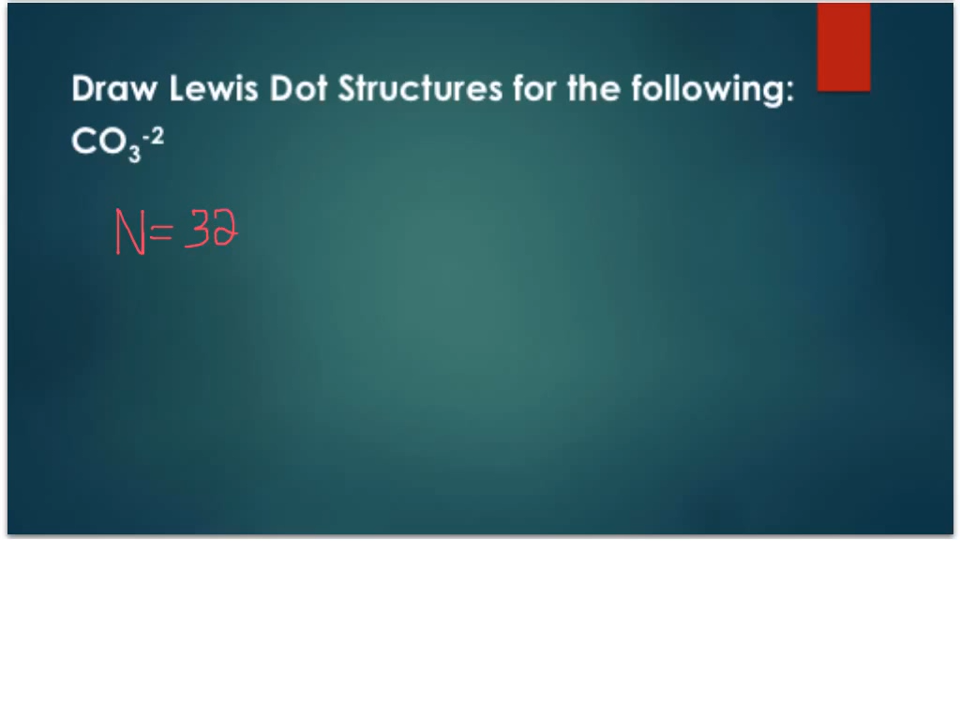 Draw Lewis Dot Structures for the following:
CO₃⁻²
N= 32